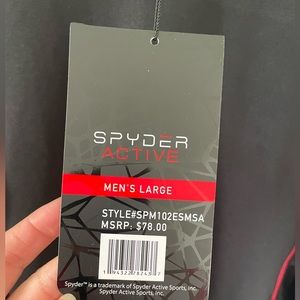 SPYDER
ACTIVE
MEN'S LARGE
STYLE#SPM102ESMSA
MSRP: $78.00
Spyder™ is a trademark of Spyder Active Sports, Inc.
Spyder Active Sports, Inc.